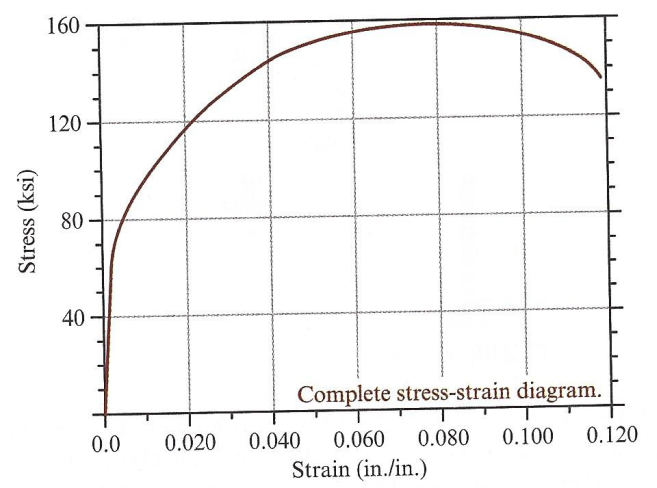 160
120
80
40
Stress (ksi)
Complete stress-strain diagram.
0.0 0.020 0.040 0.060 0.080 0.100 0.120
Strain (in./in.)